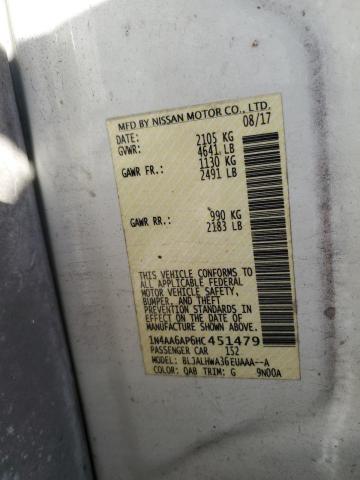 MFD BY NISSAN MOTOR CO., LTD.
DATE: 08/17
GVWR: 2105 KG
4641 LB
GAWR FR.: 1130 KG
2491 LB
GAWR RR.: 990 KG
2183 LB
THIS VEHICLE CONFORMS TO
ALL APPLICABLE FEDERAL
MOTOR VEHICLE SAFETY,
BUMPER, AND THEFT
PREVENTION STANDARDS IN
EFFECT ON THE DATE OF
MANUFACTURE SHOWN ABOVE.
1N4AA6AP6HC451479
PASSENGER CAR 152
MODEL: BLJALHWA36EUAAA--A
COLOR: QAB TRIM: G 9N00A